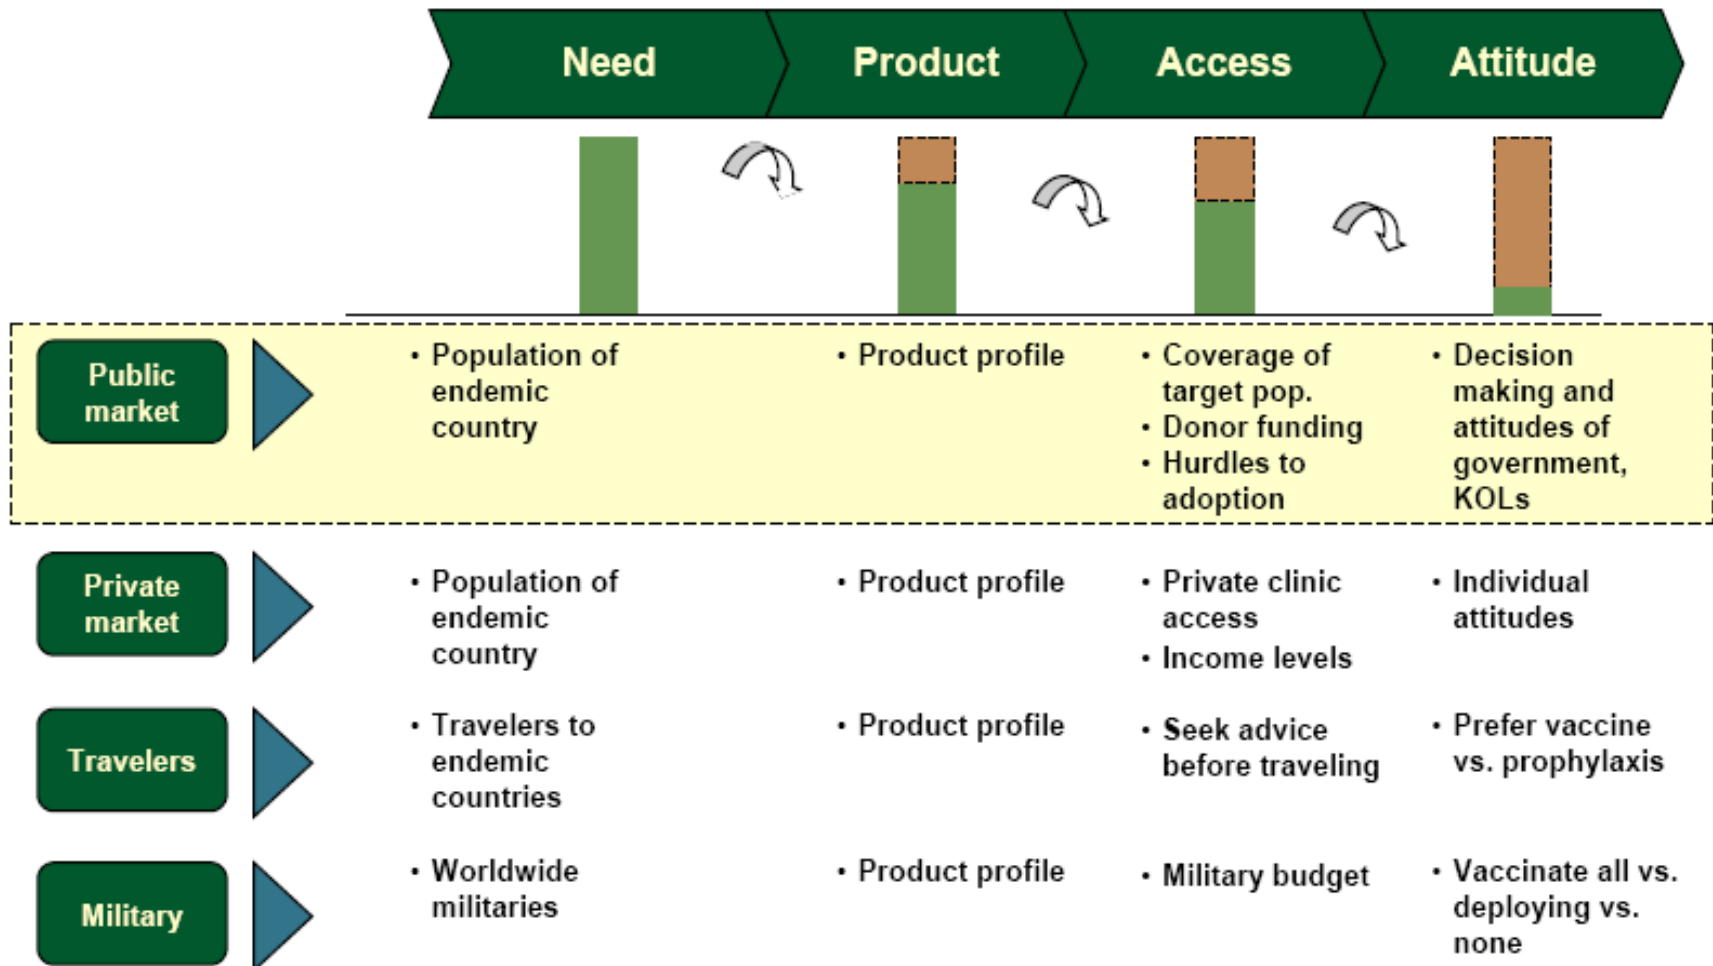 Need
Product
Access
Attitude
Public
market
• Population of
endemic
country
• Product profile
• Coverage of
target pop.
• Donor funding
• Hurdles to
adoption
• Decision
making and
attitudes of
government,
KOLs
Private
market
• Population of
endemic
country
• Product profile
• Private clinic
access
• Income levels
• Individual
attitudes
Travelers
• Travelers to
endemic
countries
• Product profile
• Seek advice
before traveling
• Prefer vaccine
vs. prophylaxis
Military
• Worldwide
militaries
• Product profile
• Military budget
• Vaccinate all vs.
deploying vs.
none